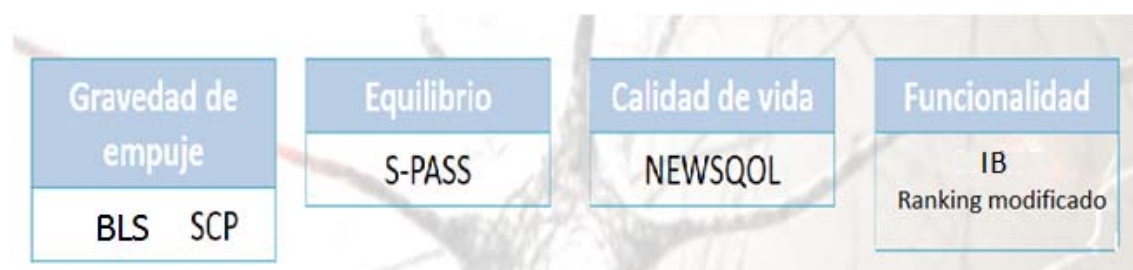 Gravedad de
empuje
BLS SCP
Equilibrio
S-PASS
Calidad de vida
NEWSQOL
Funcionalidad
IB
Ranking modificado